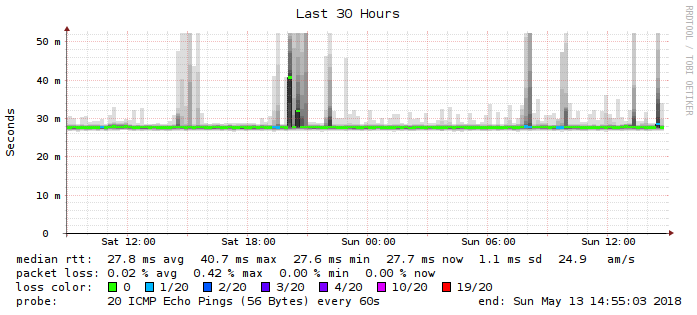 Last 30 Hours
RRDTOOL / TOBI OETIKER
Seconds
50 m
40 m
30 m
20 m
10 m
0
Sat 12:00 Sat 18:00 Sun 00:00 Sun 06:00 Sun 12:00
median rtt: 27.8 ms avg 40.7 ms max 27.6 ms min 27.7 ms now 1.1 ms sd 24.9 am/s
packet loss: 0.02 % avg 0.42 % max 0.00 % min 0.00 % now
loss color: 0 1/20 2/20 3/20 4/20 10/20 19/20
probe: 20 ICMP Echo Pings (56 Bytes) every 60s end: Sun May 13 14:55:03 2018